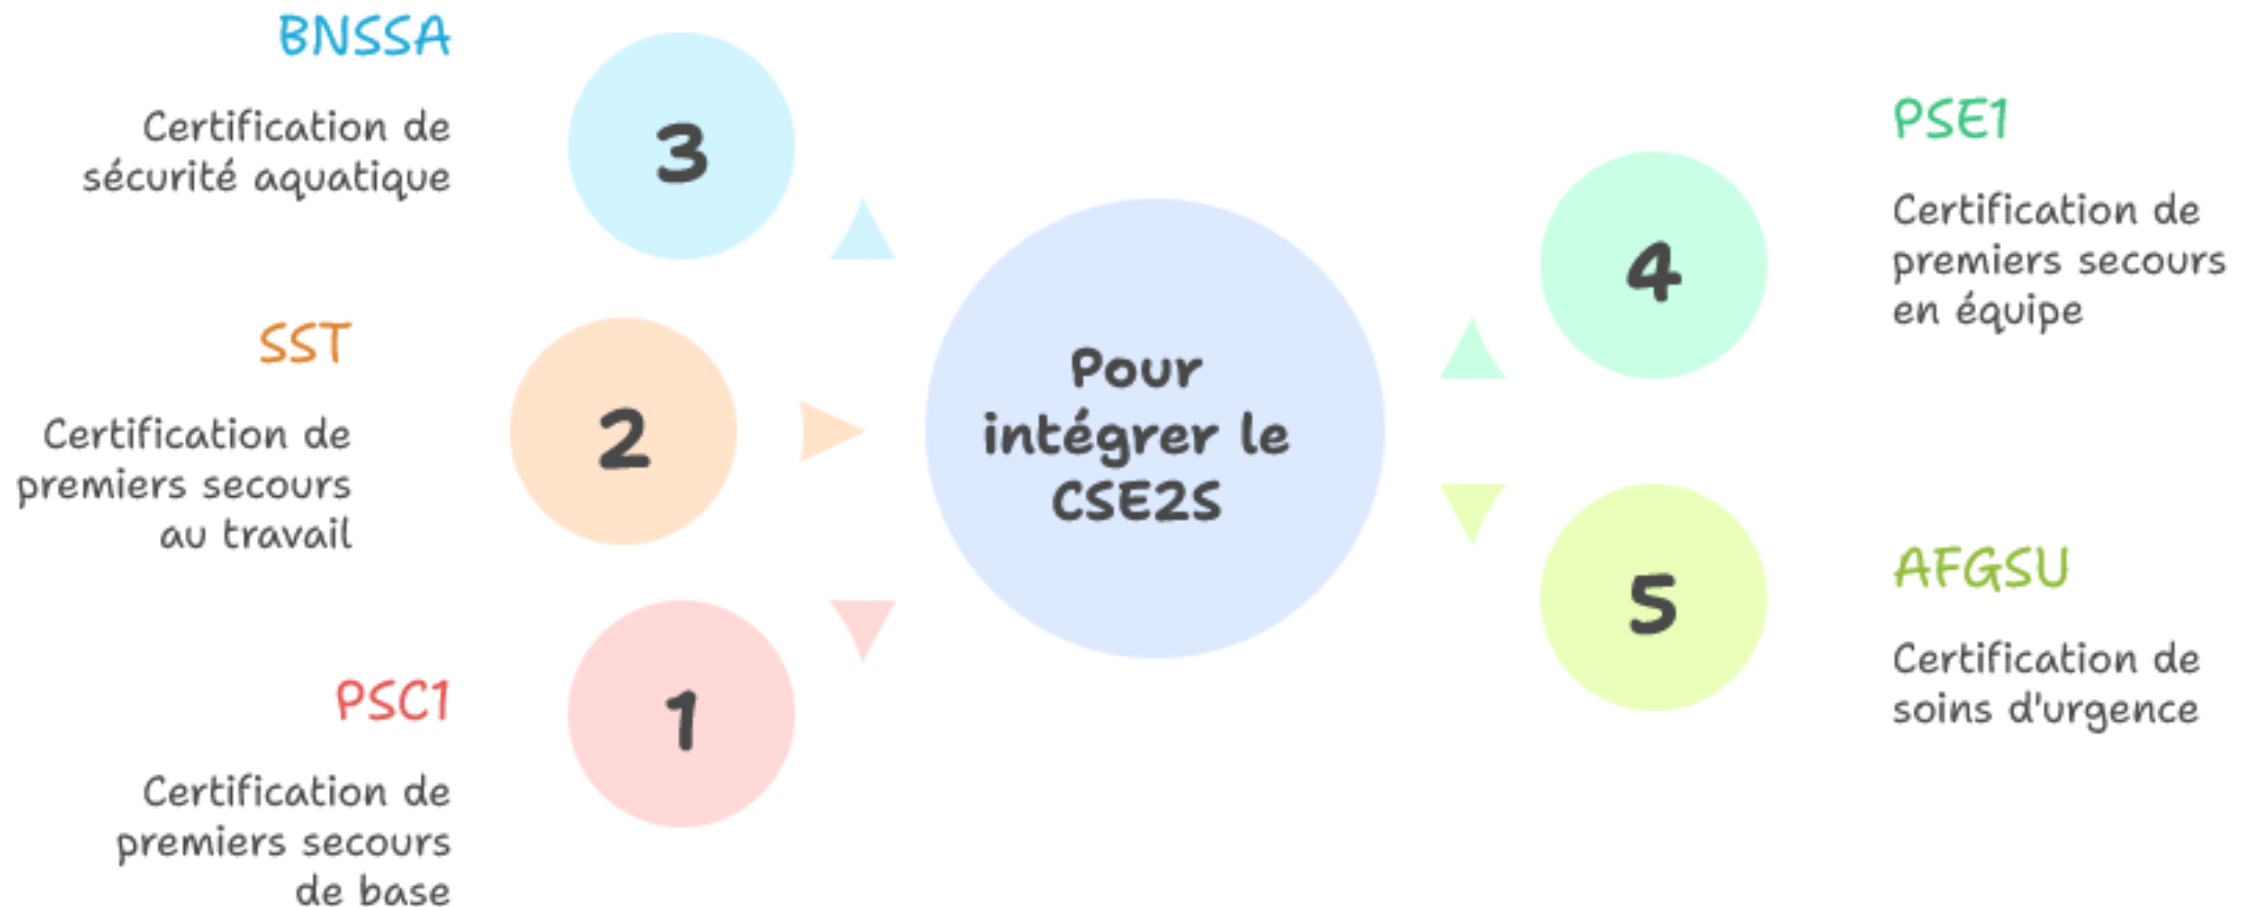 BNSSA
Certification de
sécurité aquatique
3
SST
Certification de
premiers secours
au travail
2
PSC1
Certification de
premiers secours
de base
1
Pour
intégrer le
CSE2S
PSE1
Certification de
premiers secours
en équipe
4
AFGSU
Certification de
soins d'urgence
5